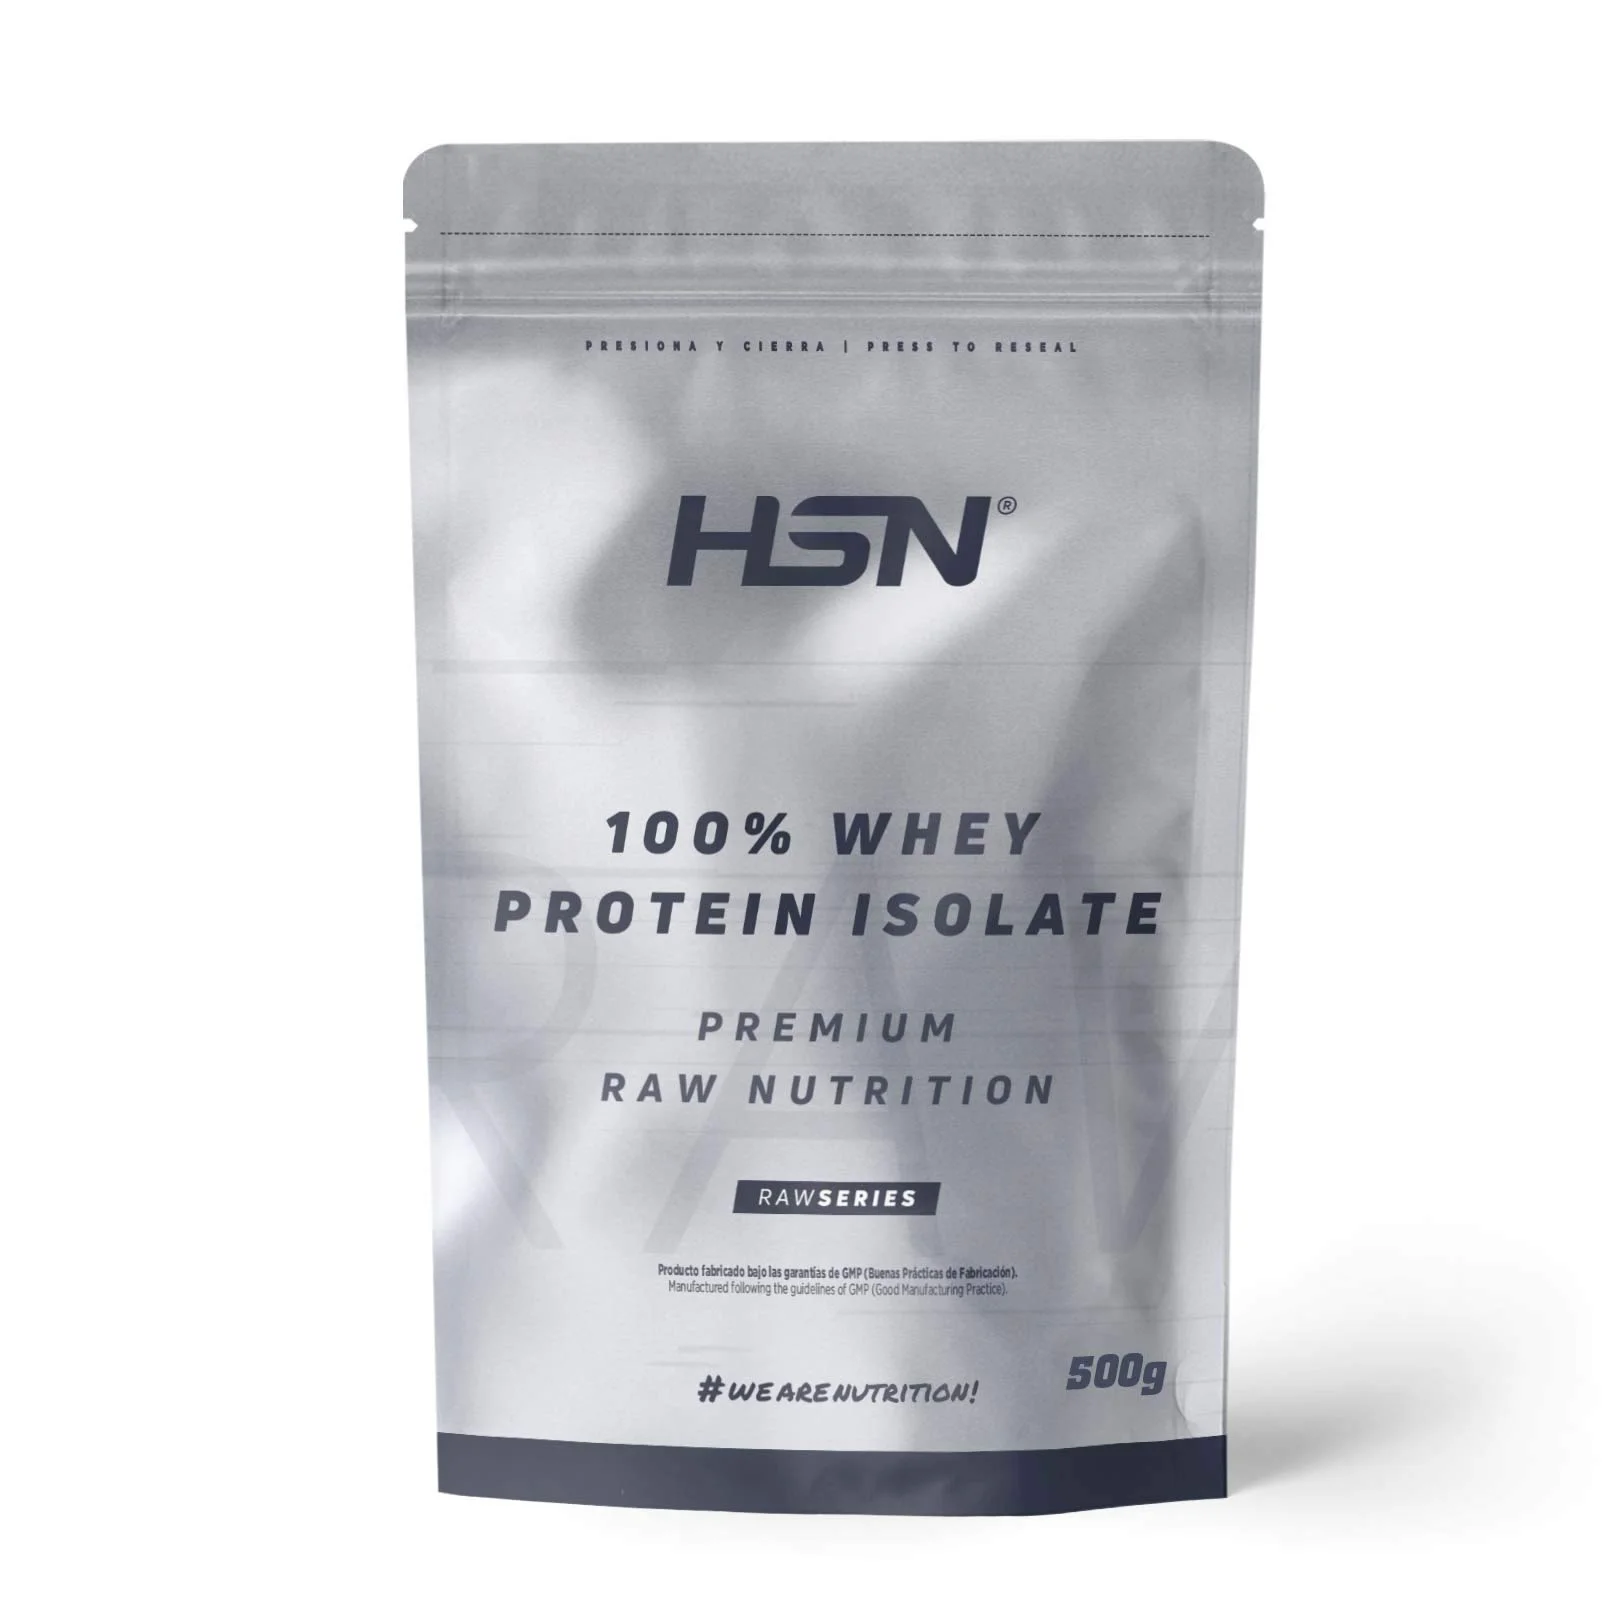 PRESIONA Y CIERRA | PRESS TO RESEAL
HSN®
100% WHEY
PROTEIN ISOLATE
PREMIUM
RAW NUTRITION
RAWSERIES
Producto fabricado bajo las garantías de GMP (Buenas Prácticas de Fabricación).
Manufactured following the guidelines of GMP (Good Manufacturing Practice).
500g
#WEARENUTRITION!
RAW